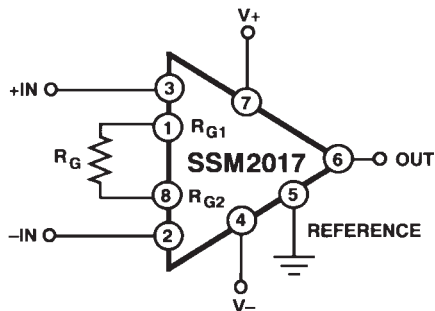 V+
+IN
3
7
1
RG1
RG
SSM2017
6
OUT
8
RG2
5
4
REFERENCE
-IN
2
V-